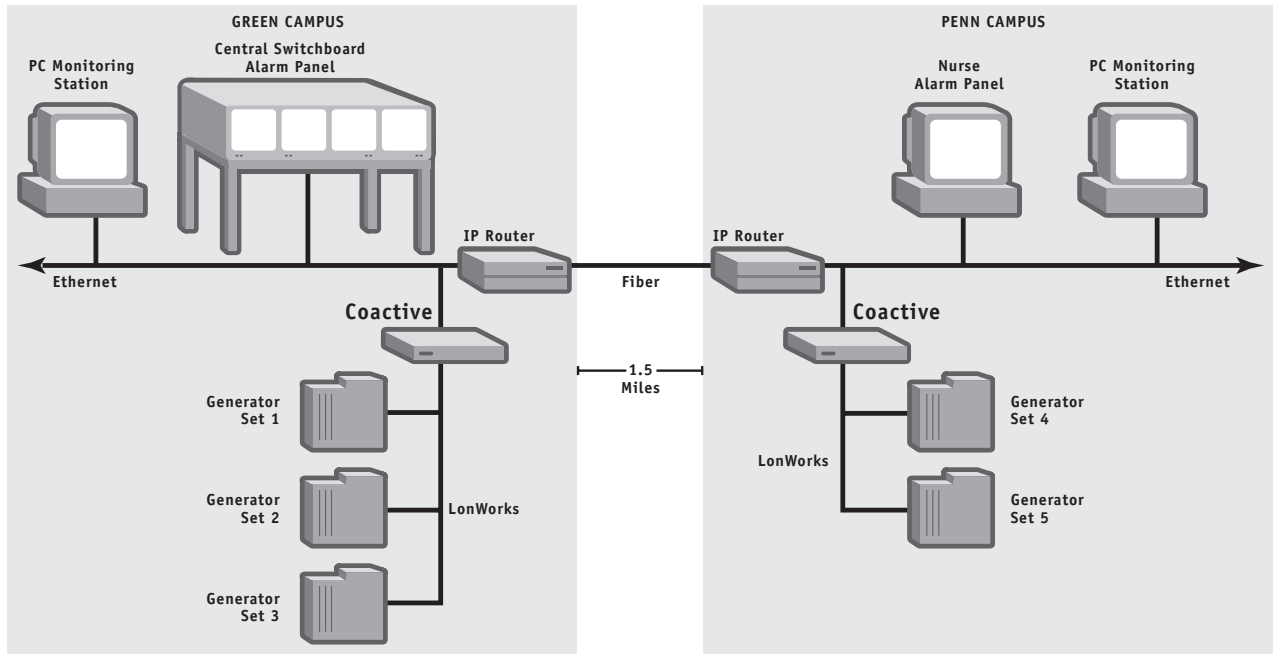 GREEN CAMPUS
PC Monitoring
Station
Central Switchboard
Alarm Panel
IP Router
Ethernet
Coactive
Generator
Set 1
Generator
Set 2
LonWorks
Generator
Set 3
Fiber
1.5
Miles
PENN CAMPUS
Nurse
Alarm Panel
PC Monitoring
Station
IP Router
Ethernet
Coactive
Generator
Set 4
LonWorks
Generator
Set 5